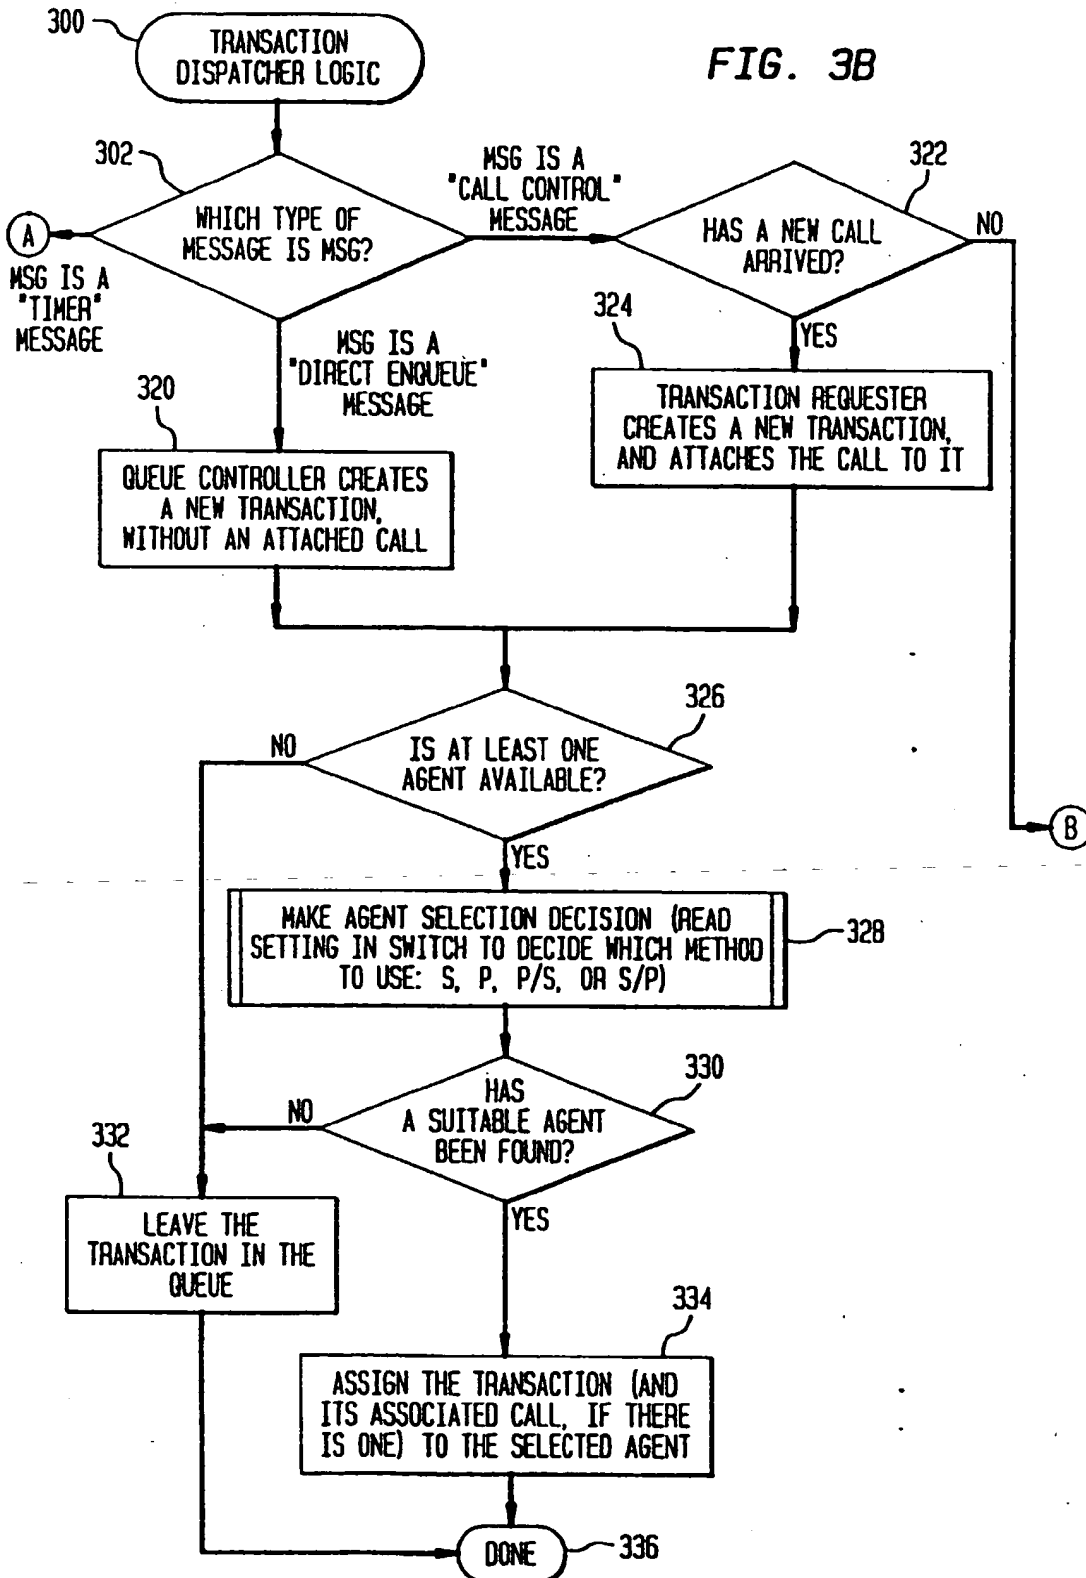 300
TRANSACTION
DISPATCHER LOGIC
FIG. 3B
302
WHICH TYPE OF
MESSAGE IS MSG?
A
MSG IS A
"TIMER"
MESSAGE
MSG IS A
"CALL CONTROL"
MESSAGE
322
HAS A NEW CALL
ARRIVED?
NO
YES
MSG IS A
"DIRECT ENQUEUE"
MESSAGE
324
TRANSACTION REQUESTER
CREATES A NEW TRANSACTION,
AND ATTACHES THE CALL TO IT
320
QUEUE CONTROLLER CREATES
A NEW TRANSACTION,
WITHOUT AN ATTACHED CALL
326
IS AT LEAST ONE
AGENT AVAILABLE?
NO
YES
B
MAKE AGENT SELECTION DECISION (READ
SETTING IN SWITCH TO DECIDE WHICH METHOD
TO USE: S, P, P/S, OR S/P)
328
330
HAS
A SUITABLE AGENT
BEEN FOUND?
NO
YES
332
LEAVE THE
TRANSACTION IN THE
QUEUE
334
ASSIGN THE TRANSACTION (AND
ITS ASSOCIATED CALL, IF THERE
IS ONE) TO THE SELECTED AGENT
DONE
336